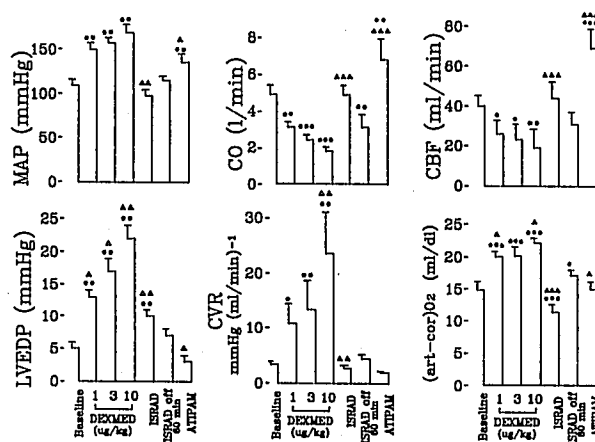 MAP (mmHg)
150
100
50
0
CO (l/min)
8
6
4
2
0
CBF (ml/min)
80
60
40
20
0
LVEDP (mmHg)
25
20
15
10
5
0
CVR
mmHg (ml/min)⁻¹
30
25
20
15
10
5
0
(art-cor)O₂ (ml/dl)
25
20
15
10
5
0
Baseline
1 3 10
DEXMED
(ug/kg)
ISRAD
ISRAD off
60 min
ATIPAM
Baseline
1 3 10
DEXMED
(ug/kg)
ISRAD
ISRAD off
60 min
ATIPAM
Baseline
1 3 10
DEXMED
(ug/kg)
ISRAD
ISRAD off
60 min
ATIPAM